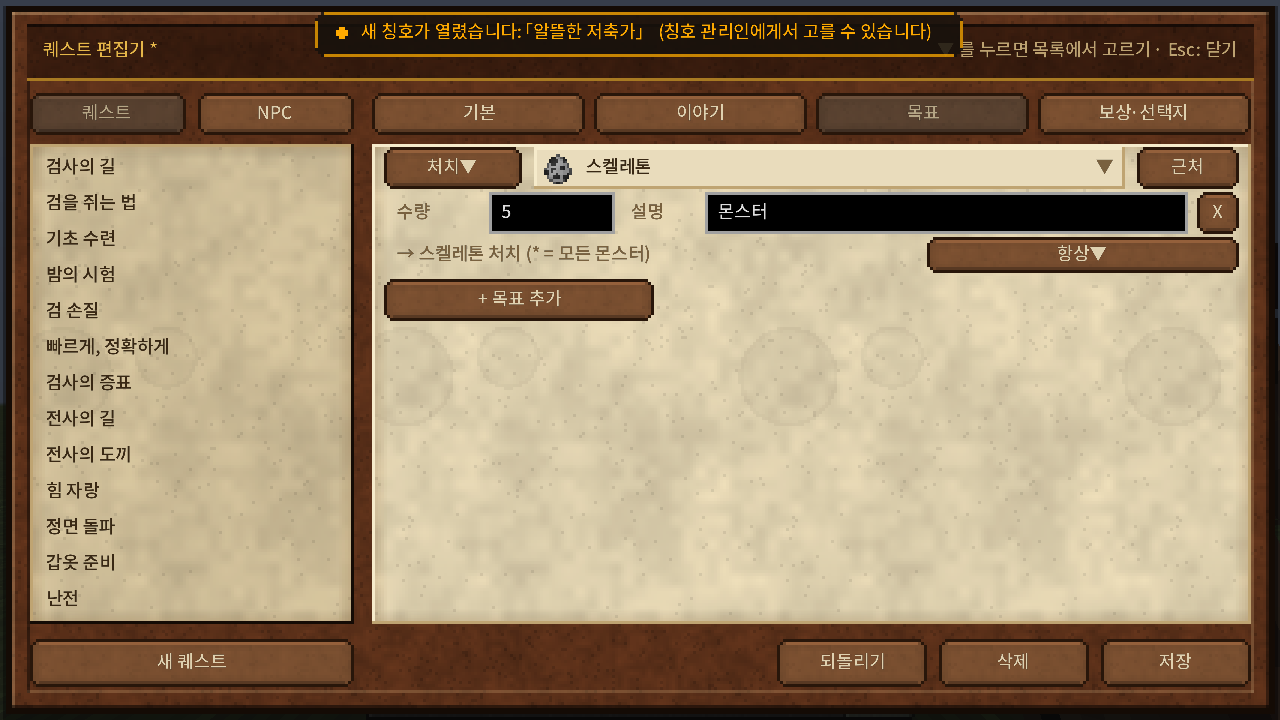 새 칭호가 열렸습니다: 「알뜰한 저축가」 (칭호 관리인에게서 고를 수 있습니다)
퀘스트 편집기 *
▼ 를 누르면 목록에서 고르기 · Esc: 닫기
퀘스트
NPC
기본
이야기
목표
보상·선택지
검사의 길
검을 쥐는 법
기초 수련
밤의 시험
검 손질
빠르게, 정확하게
검사의 증표
전사의 길
전사의 도끼
힘 자랑
정면 돌파
갑옷 준비
난전
처치▼
스켈레톤 ▼
근처
수량
5
설명
몬스터
X
→ 스켈레톤 처치 (* = 모든 몬스터)
항상▼
+ 목표 추가
새 퀘스트
되돌리기
삭제
저장